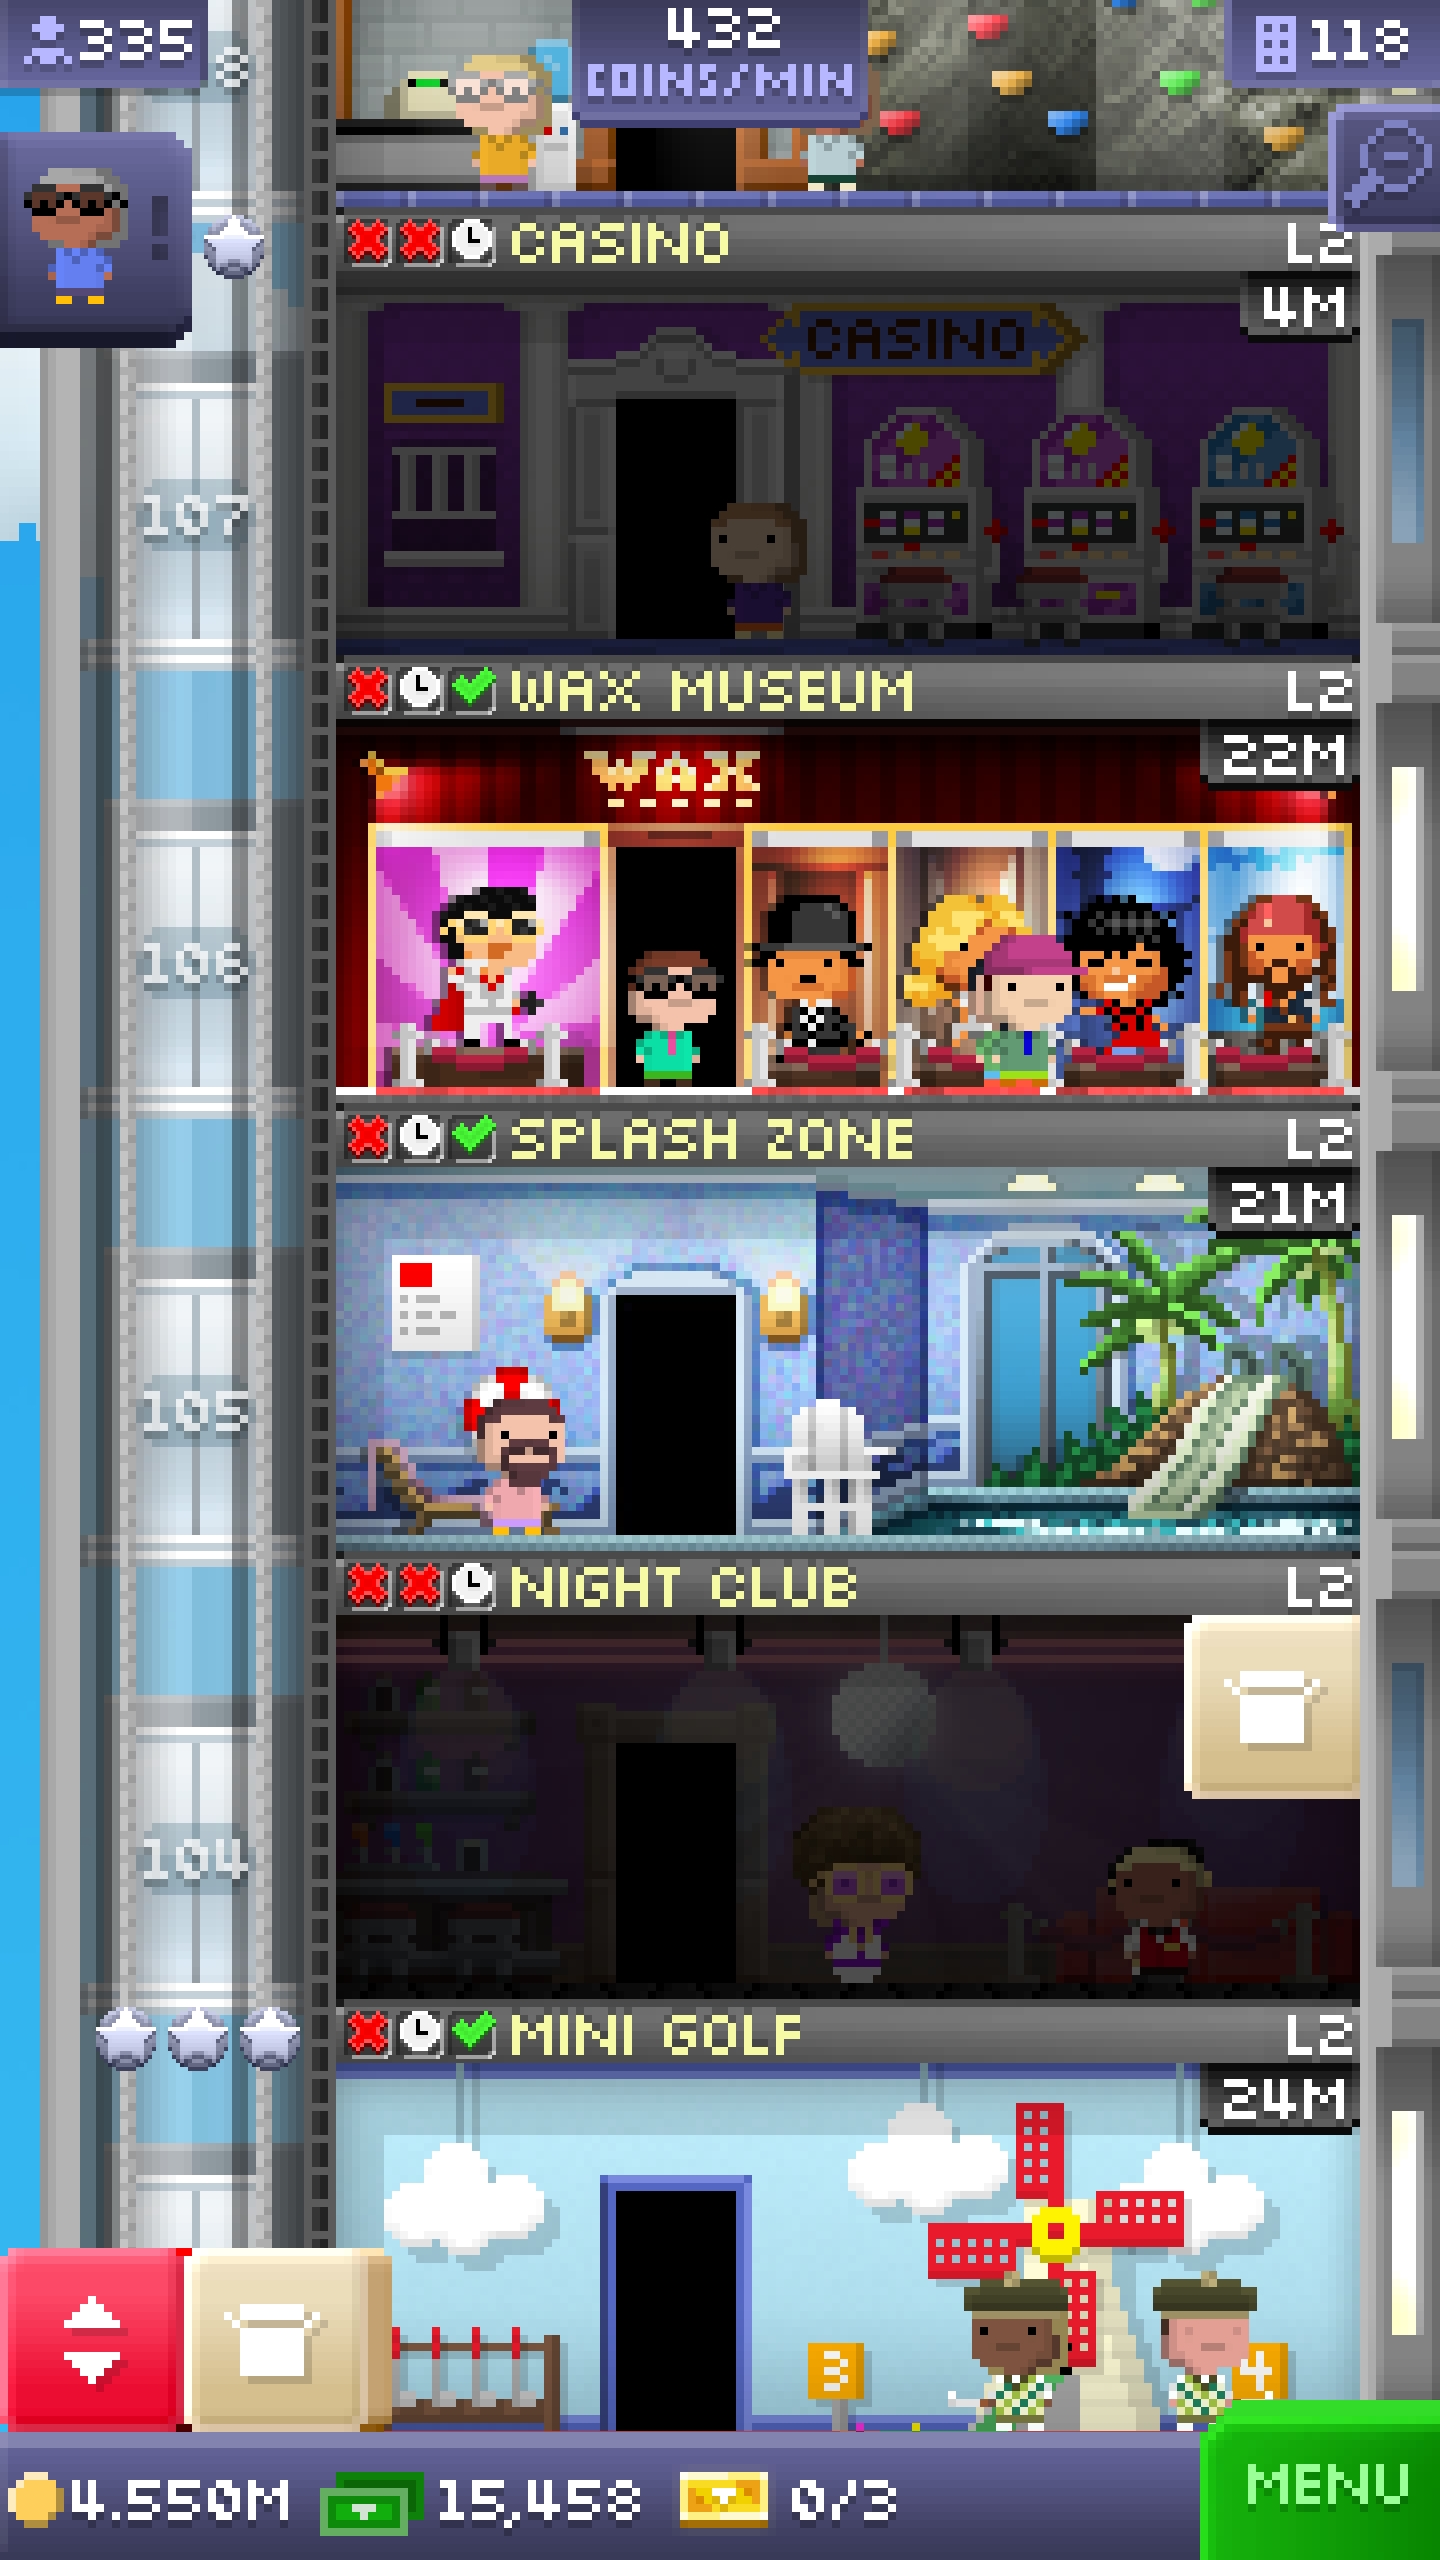 335
8
432
COINS/MIN
118
CASINO L2
4M
CASINO
107
WAX MUSEUM L2
22M
WAX
106
SPLASH ZONE L2
21M
105
NIGHT CLUB L2
104
MINI GOLF L2
24M
3
4
4.550M 15,458 0/3 MENU